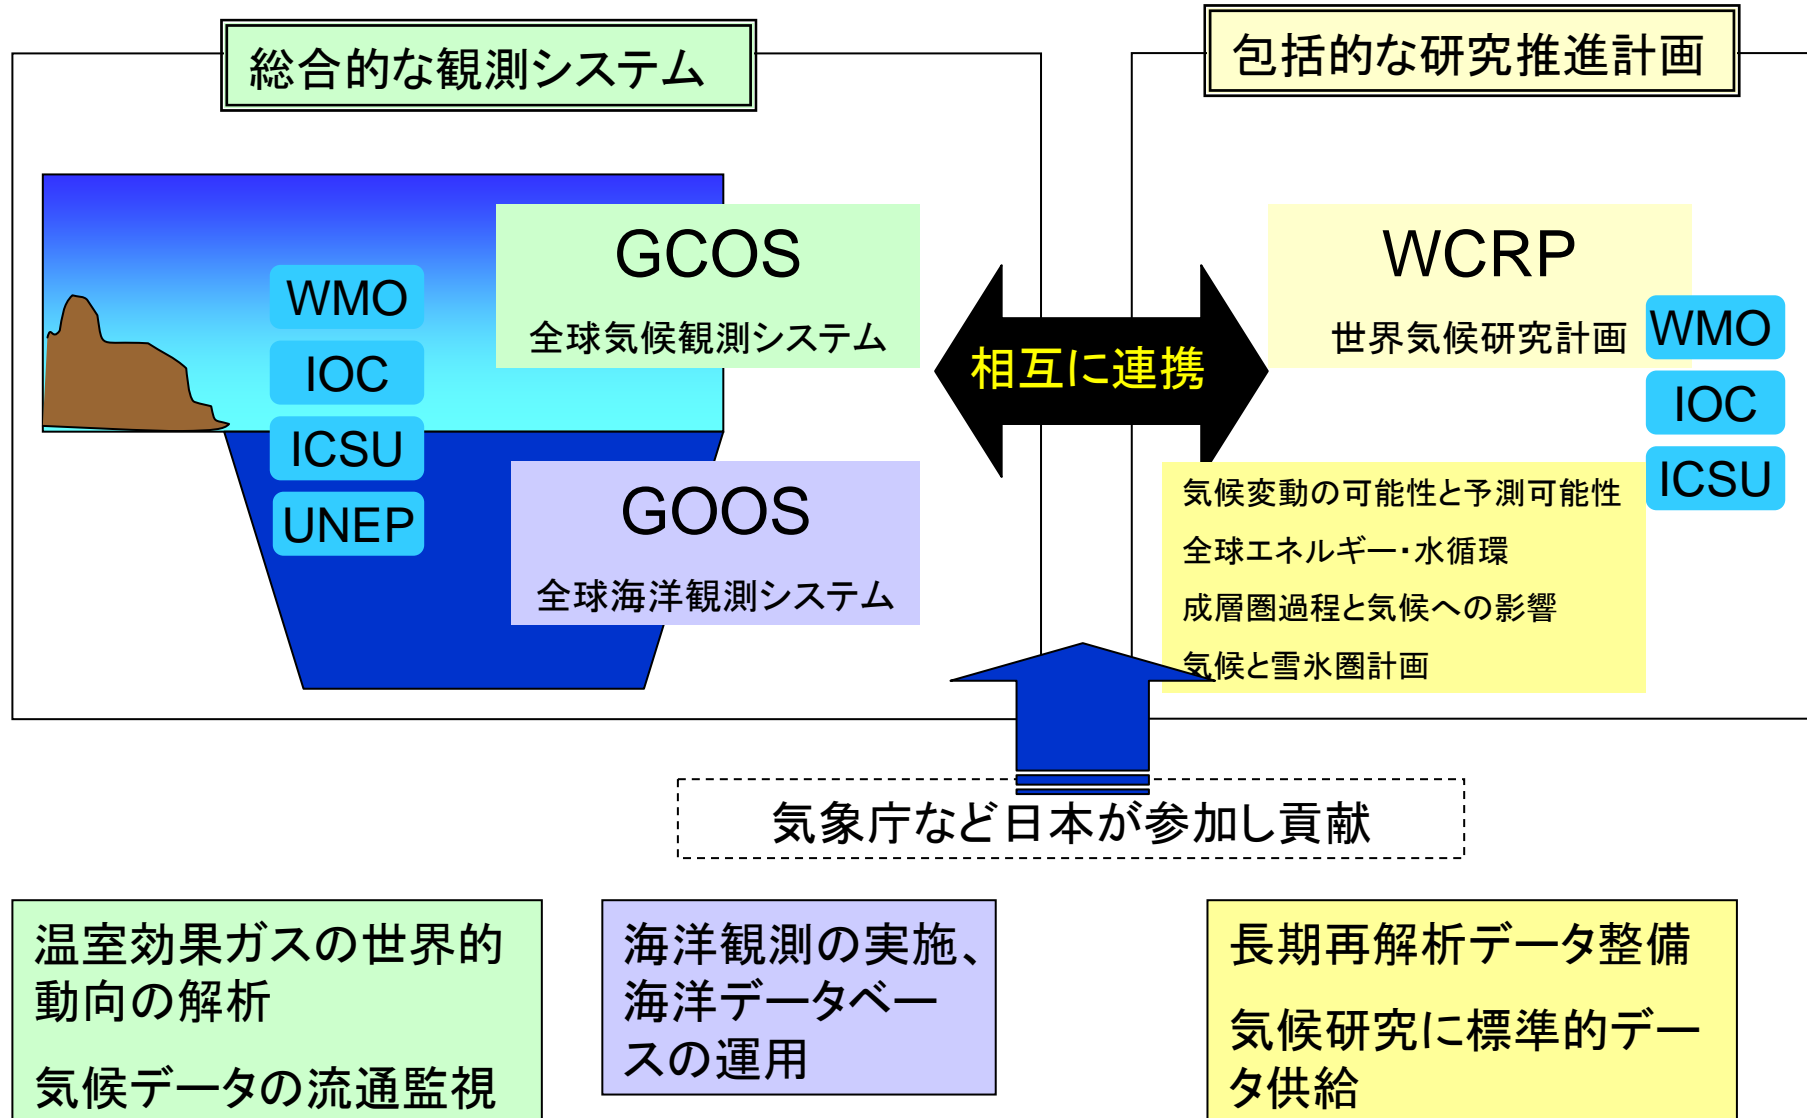 総合的な観測システム
包括的な研究推進計画
GCOS
全球気候観測システム
WMO
IOC
ICSU
UNEP
GOOS
全球海洋観測システム
相互に連携
WCRP
世界気候研究計画
WMO
IOC
ICSU
気候変動の可能性と予測可能性
全球エネルギー・水循環
成層圏過程と気候への影響
気候と雪氷圏計画
気象庁など日本が参加し貢献
温室効果ガスの世界的
動向の解析
気候データの流通監視
海洋観測の実施、
海洋データベー
スの運用
長期再解析データ整備
気候研究に標準的デー
タ供給